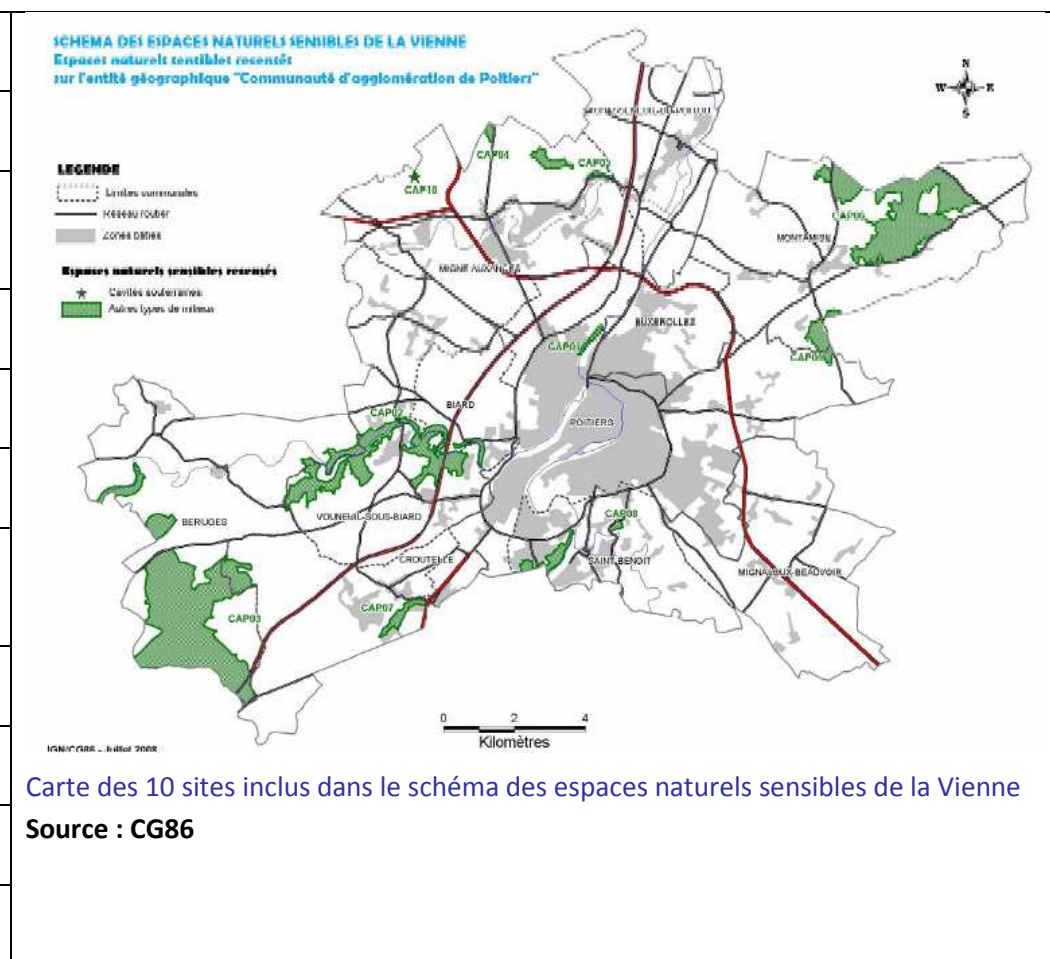 SCHEMA DES ESPACES NATURELS SENSIBLES DE LA VIENNE
Espaces naturels sensibles recensés
sur l'entité géographique "Communauté d'agglomération de Poitiers"
N
W
E
S
LEGENDE
Limites communales
Réseau routier
Zones bâties
Espaces naturels sensibles recensés
Cavités souterraines
Autres types de milieux
CAP04
CAP10
MONTAMISE
MIGNE-AUXANCES
BUXEROLLES
BIARD
CAP02
POITIERS
BERUGES
VOUNEUIL-SOUS-BIARD
CAP08
CROUTELLE
SAINT-BENOIT
MIGNALOUX-BEAUVOIR
CAP07
CAP03
0 2 4
Kilomètres
IGN/CG86 - Juillet 2008
Carte des 10 sites inclus dans le schéma des espaces naturels sensibles de la Vienne
Source : CG86